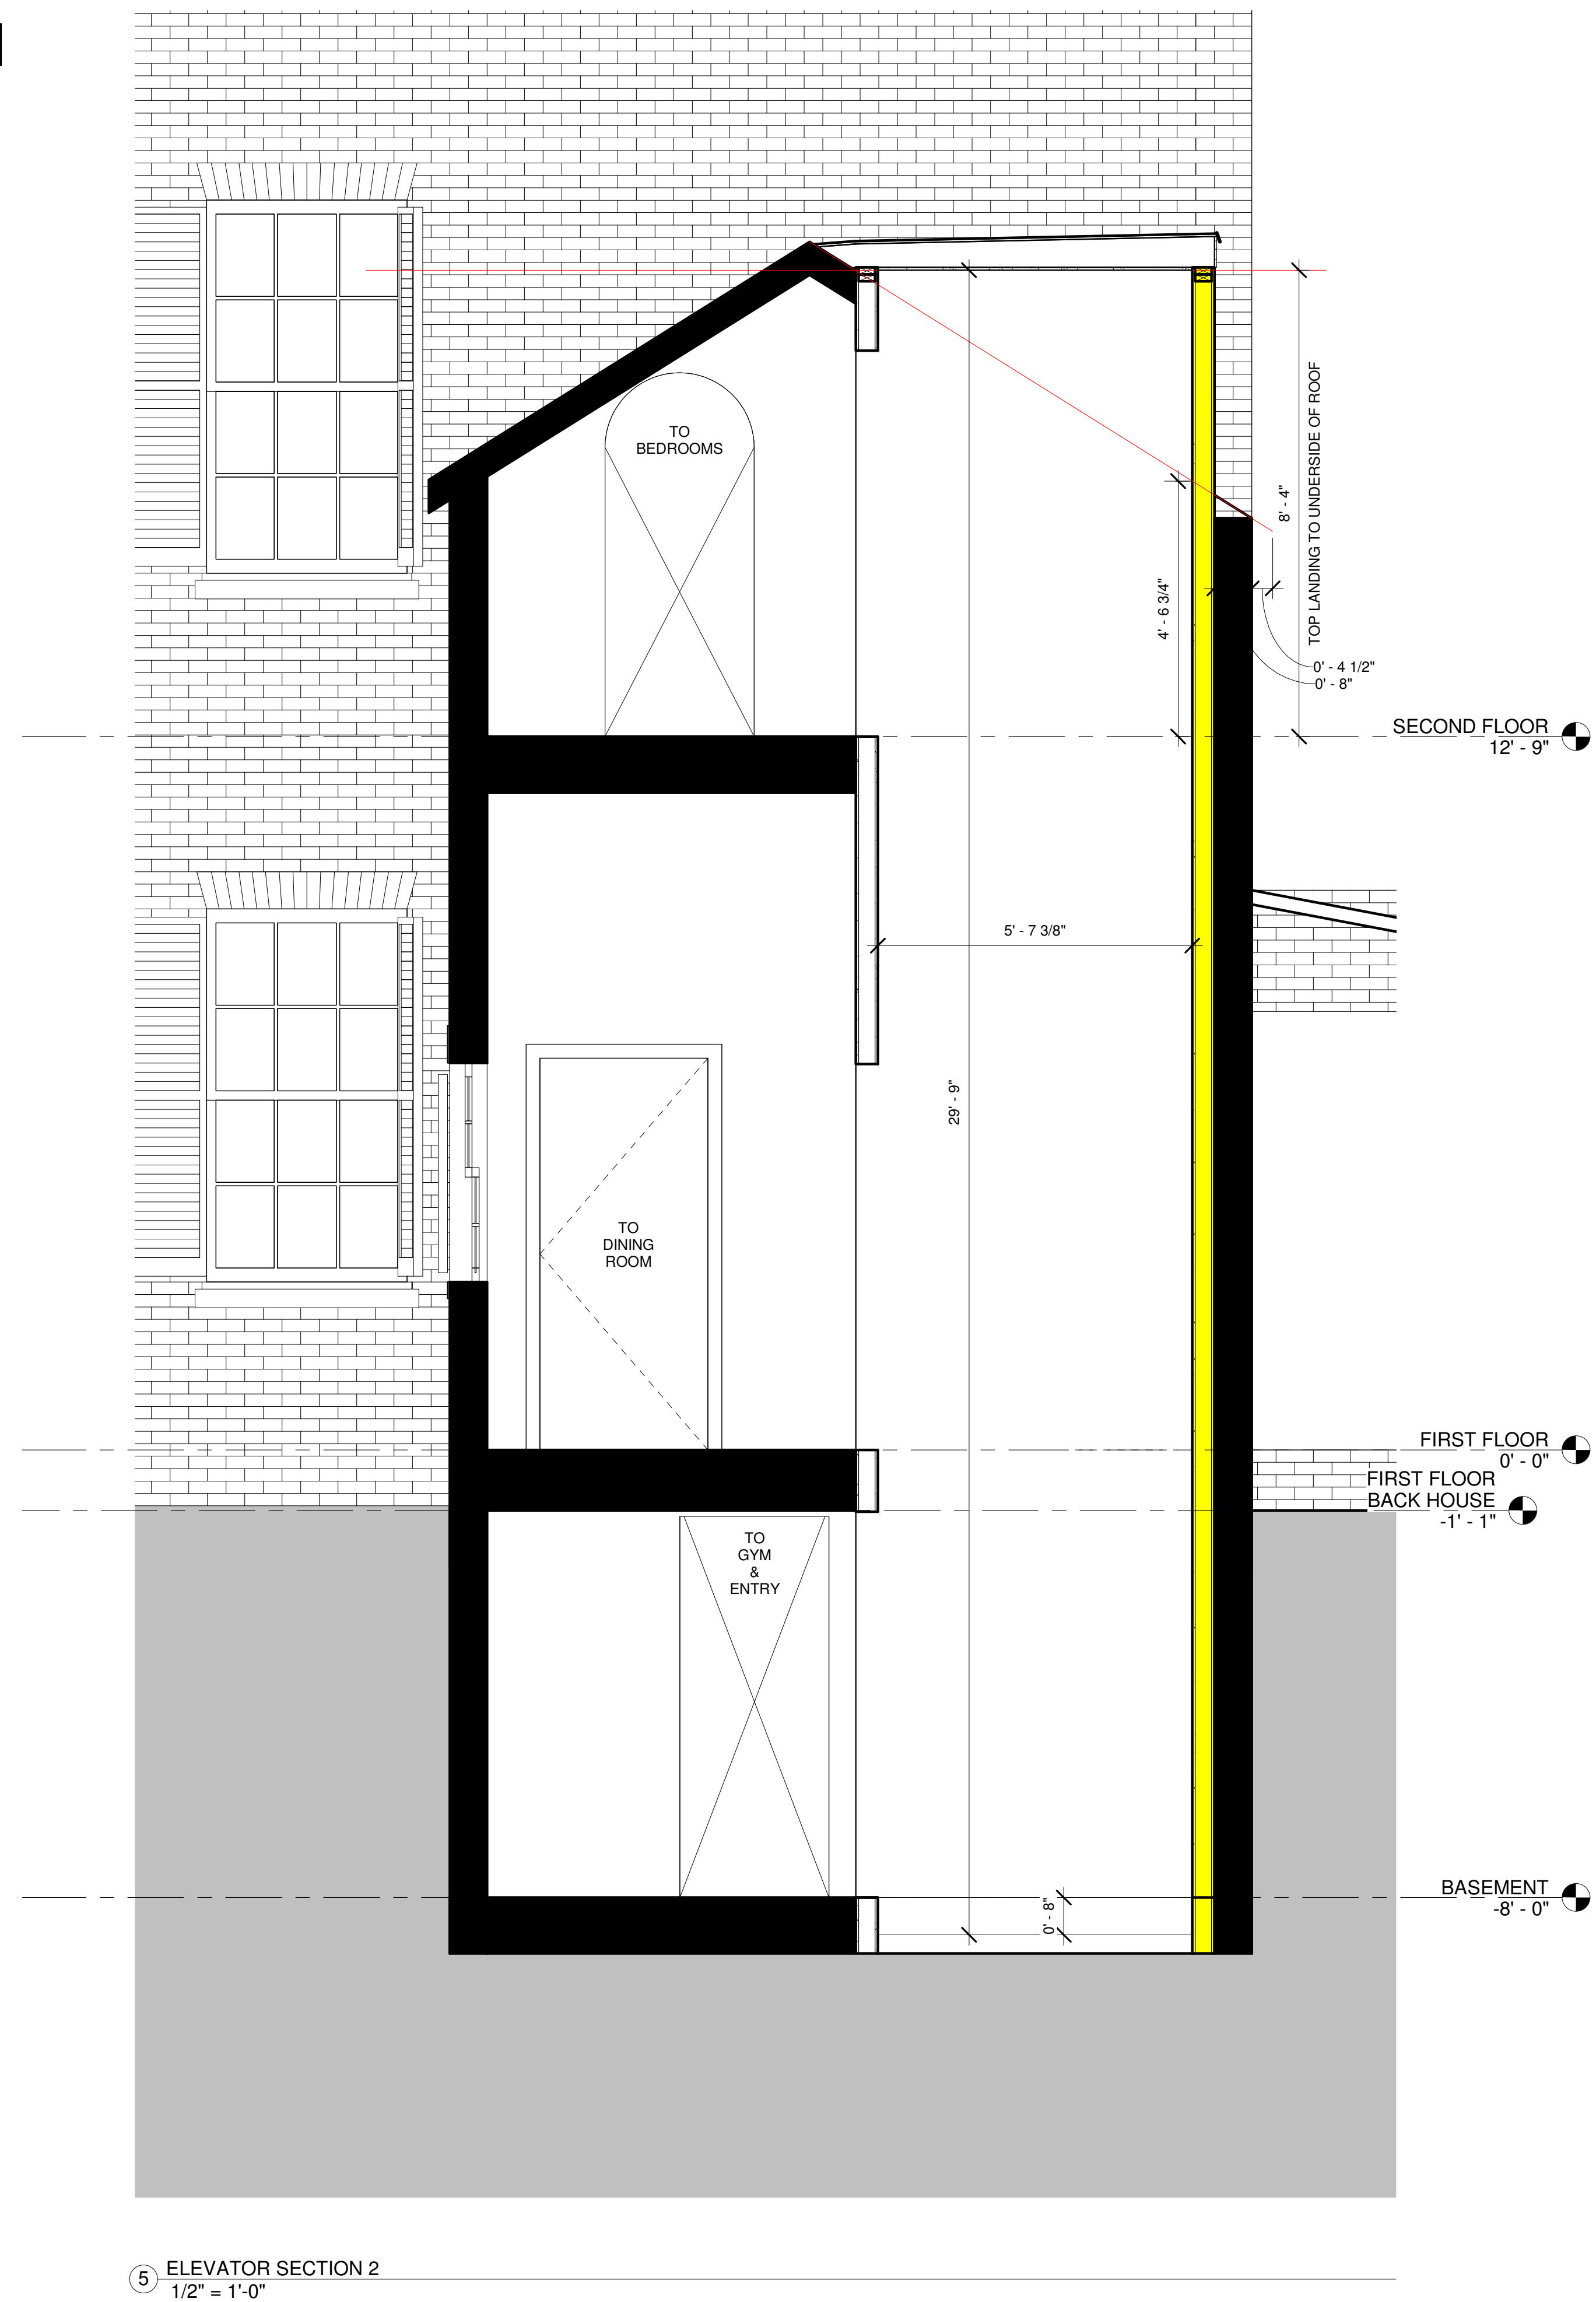 TO
BEDROOMS
TOP LANDING TO UNDERSIDE OF ROOF
8' - 4"
4' - 6 3/4"
0' - 4 1/2"
0' - 8"
SECOND FLOOR
12' - 9"
5' - 7 3/8"
29' - 9"
TO
DINING
ROOM
FIRST FLOOR
0' - 0"
FIRST FLOOR
BACK HOUSE
-1' - 1"
TO
GYM
&
ENTRY
BASEMENT
-8' - 0"
0' - 8"
5
ELEVATOR SECTION 2
1/2" = 1'-0"